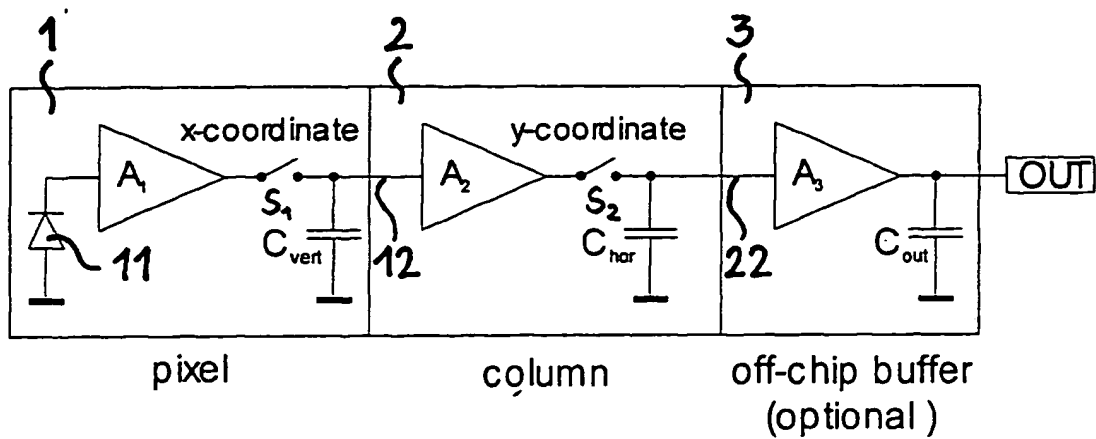 1 2 3
x-coordinate y-coordinate
A1 A2 A3 OUT
S1 S2
Cvert Chor Cout
11 12 22
pixel column off-chip buffer
(optional )